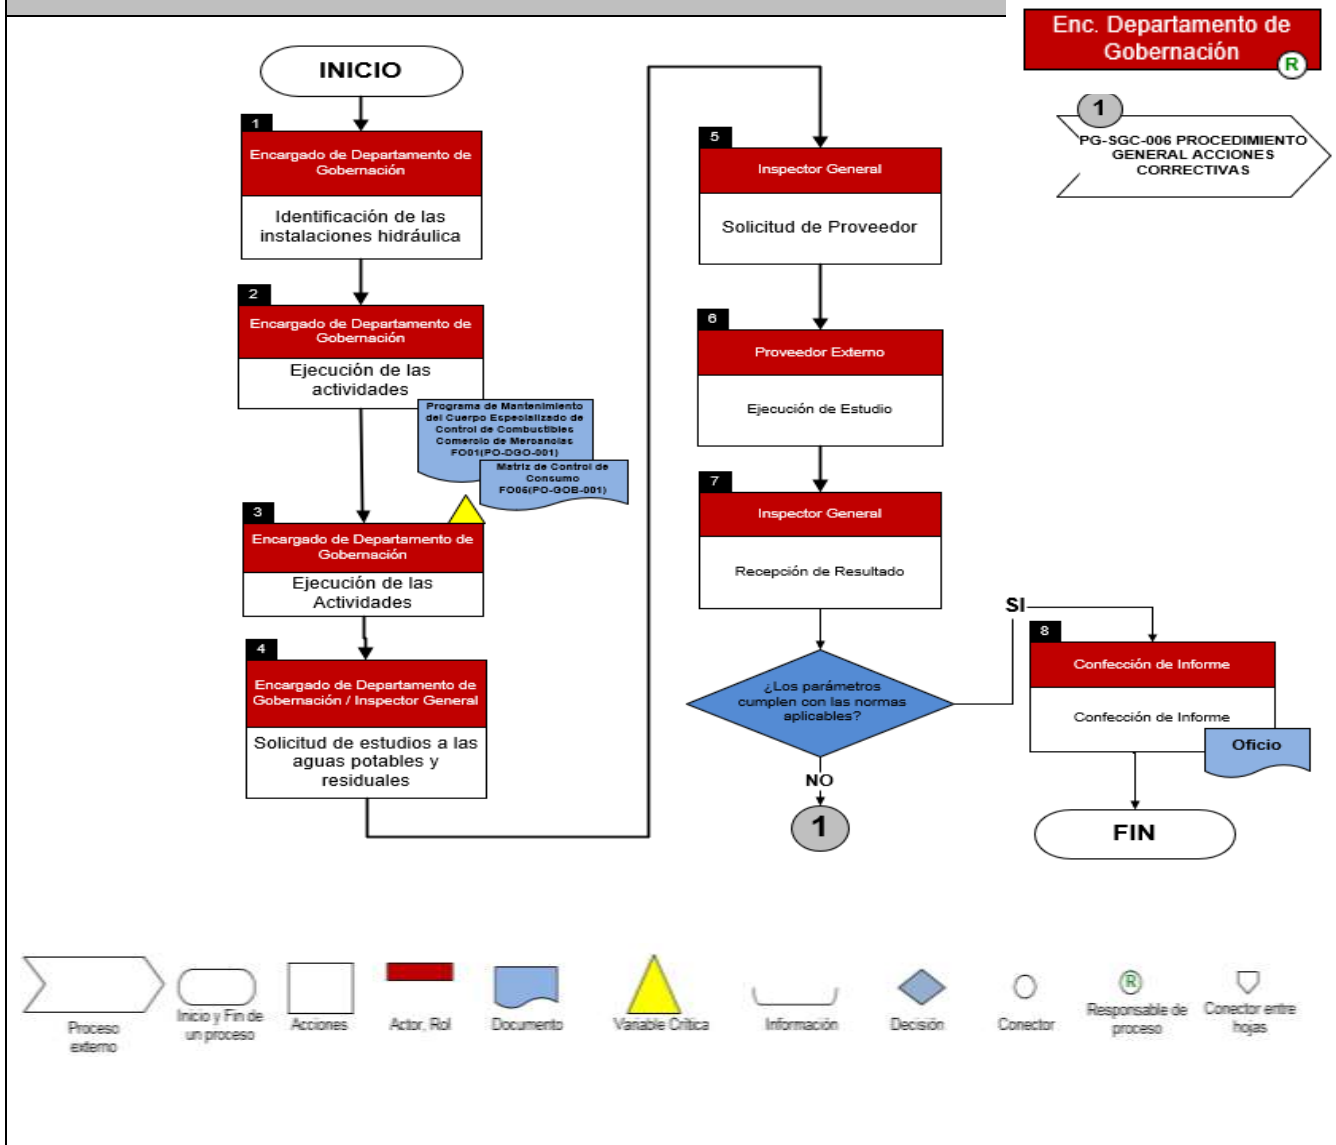 Enc. Departamento de
Gobernación
R
1
PG-SGC-006 PROCEDIMIENTO
GENERAL ACCIONES
CORRECTIVAS
INICIO
1
Encargado de Departamento de
Gobernación
Identificación de las
instalaciones hidráulica
2
Encargado de Departamento de
Gobernación
Ejecución de las
actividades
Programa de Mantenimiento
del Cuerpo Especializado de
Control de Combustibles
Comercio de Mercancias
FO01(PO-DGO-001)
Matriz de Control de
Consumo
FO06(PO-GOB-001)
3
Encargado de Departamento de
Gobernación
Ejecución de las
Actividades
4
Encargado de Departamento de
Gobernación / Inspector General
Solicitud de estudios a las
aguas potables y
residuales
5
Inspector General
Solicitud de Proveedor
6
Proveedor Externo
Ejecución de Estudio
7
Inspector General
Recepción de Resultado
¿Los parámetros
cumplen con las normas
aplicables?
SI
NO
1
8
Confección de Informe
Confección de Informe
Oficio
FIN
Proceso
externo
Inicio y Fin de
un proceso
Acciones
Actor, Rol
Documento
Variable Crítica
Información
Decisión
Conector
R
Responsable de
proceso
Conector entre
hojas